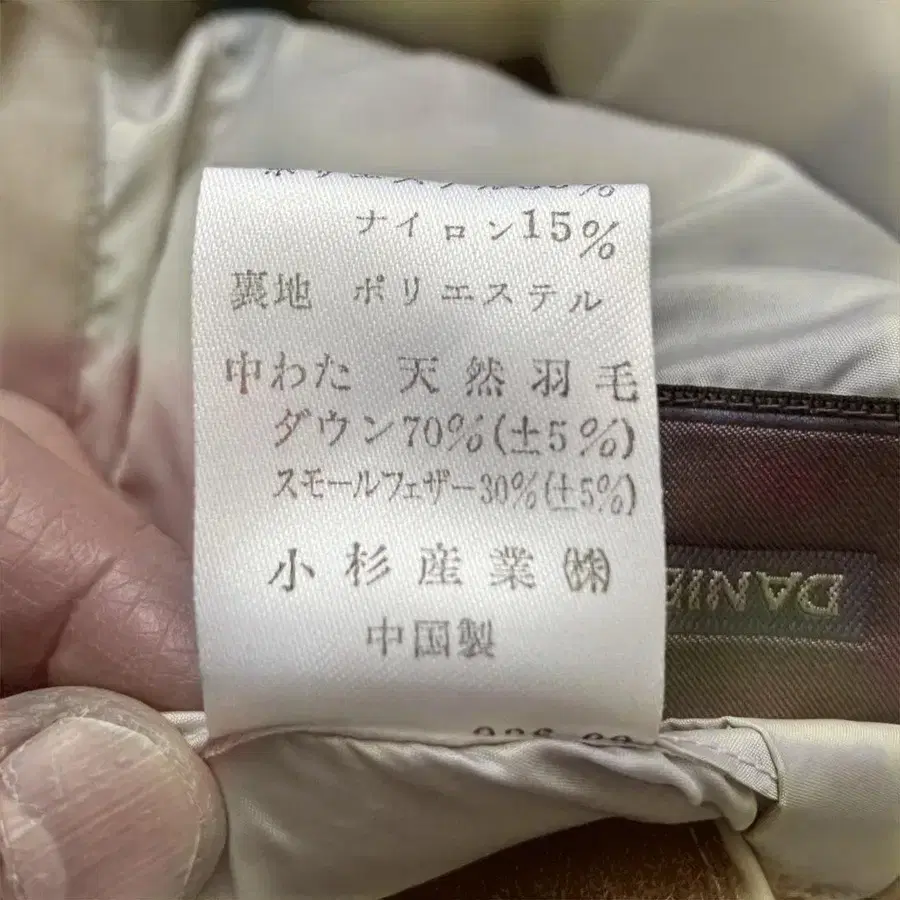 ナイロン15%
裏地 ポリエステル
中わた 天然羽毛
ダウン70%(±5%)
スモールフェザー30%(±5%)
小杉産業㈱
中国製